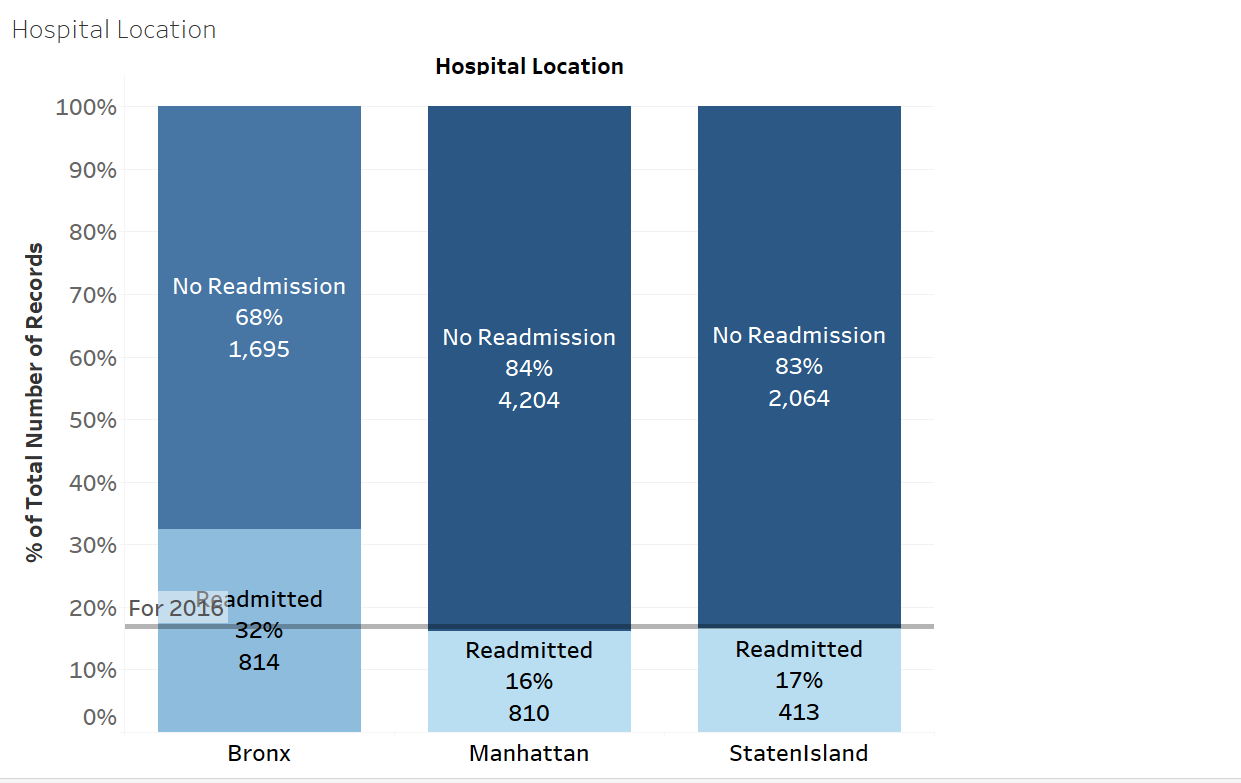 Hospital Location
Hospital Location
100%
90%
80%
70%
60%
50%
40%
30%
20%
10%
0%
% of Total Number of Records
No Readmission
68%
1,695
Readmitted
32%
814
No Readmission
84%
4,204
Readmitted
16%
810
No Readmission
83%
2,064
Readmitted
17%
413
For 2016
Bronx
Manhattan
StatenIsland